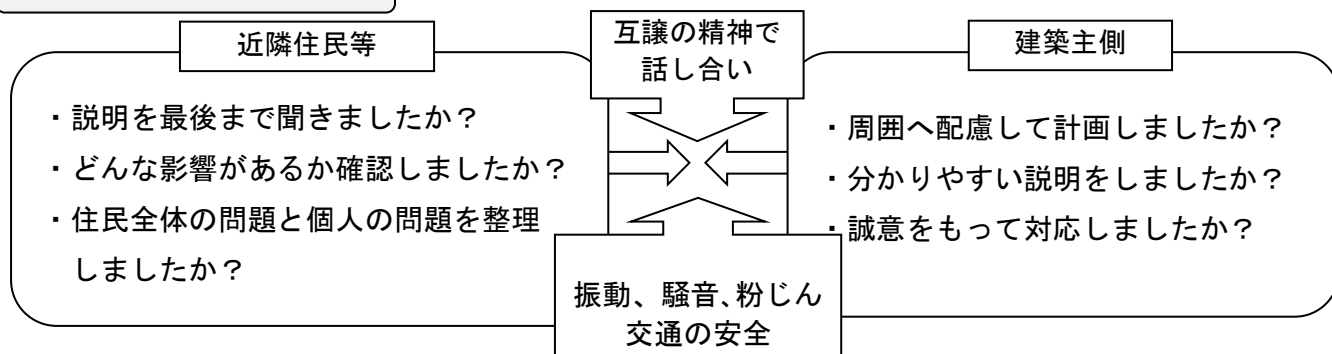 近隣住民等
・説明を最後まで聞きましたか？
・どんな影響があるか確認しましたか？
・住民全体の問題と個人の問題を整理
しましたか？
互譲の精神で
話し合い
振動、騒音、粉じん
交通の安全
建築主側
・周囲へ配慮して計画しましたか？
・分かりやすい説明をしましたか？
・誠意をもって対応しましたか？